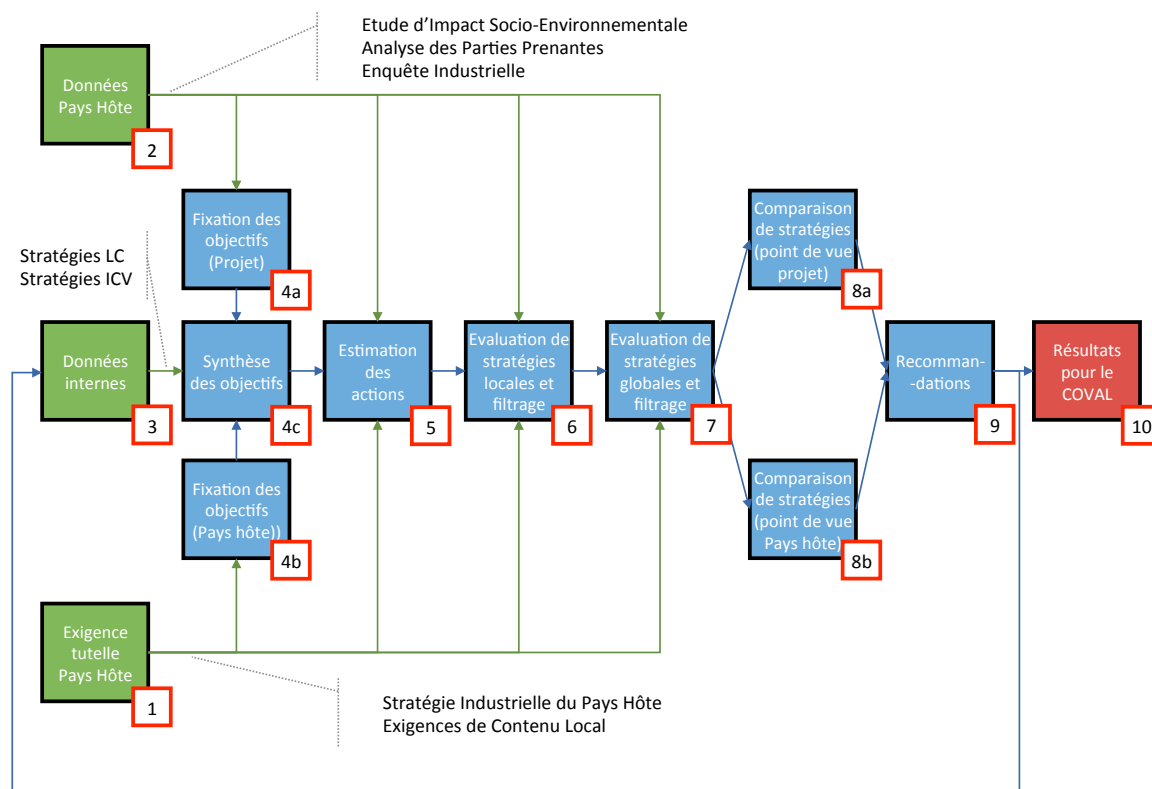 Etude d'Impact Socio-Environnementale
Analyse des Parties Prenantes
Enquête Industrielle
Données
Pays Hôte
2
Fixation des
objectifs
(Projet)
4a
Comparaison
de stratégies
(point de vue
projet)
8a
Stratégies LC
Stratégies ICV
Données
internes
3
Synthèse
des objectifs
4c
Estimation
des
actions
5
Evaluation de
stratégies
locales et
filtrage
6
Evaluation de
stratégies
globales et
filtrage
7
Recomman-
-dations
9
Résultats
pour le
COVAL
10
Fixation des
objectifs
(Pays hôte))
4b
Comparaison
de stratégies
(point de vue
Pays hôte)
8b
Exigence
tutelle
Pays Hôte
1
Stratégie Industrielle du Pays Hôte
Exigences de Contenu Local